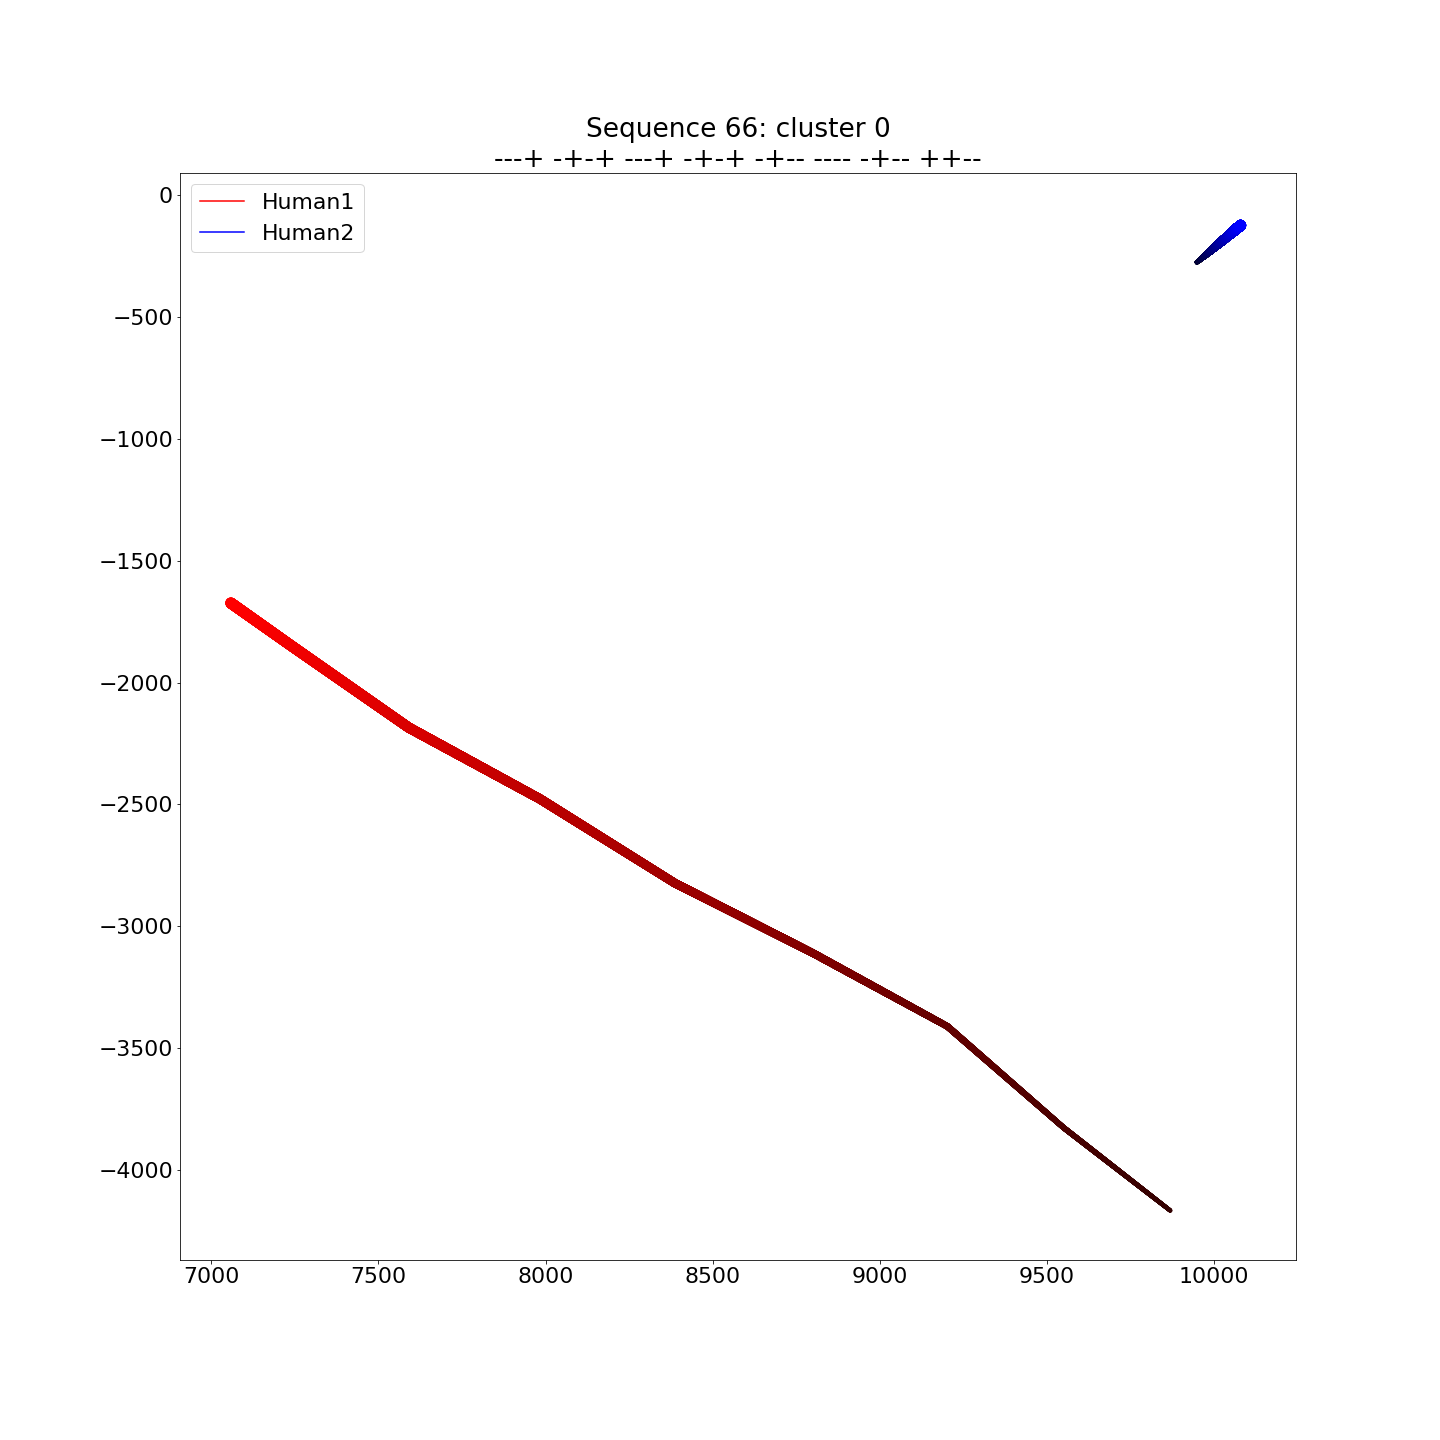 Sequence 66: cluster 0
---+ -+-+ ---+ -+-+ -+-- ---- -+-- ++--
Human1
Human2
0
−500
−1000
−1500
−2000
−2500
−3000
−3500
−4000
7000 7500 8000 8500 9000 9500 10000